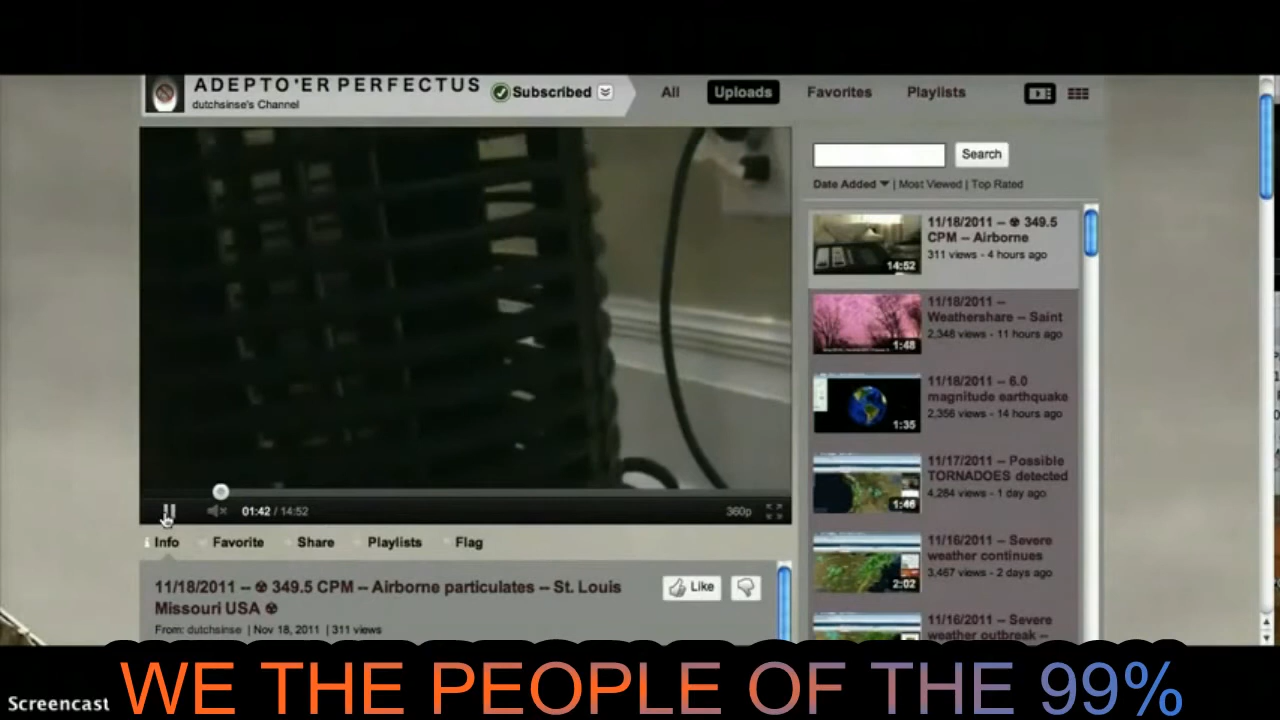 ADEPTO'ER PERFECTUS
dutchsinse's Channel
Subscribed
All
Uploads
Favorites
Playlists
Search
Date Added | Most Viewed | Top Rated
11/18/2011 -- ☢ 349.5
CPM -- Airborne
311 views - 4 hours ago
14:52
11/18/2011 --
Weathershare -- Saint
2,348 views - 11 hours ago
1:48
11/18/2011 -- 6.0
magnitude earthquake
2,356 views - 14 hours ago
1:35
11/17/2011 -- Possible
TORNADOES detected
4,284 views - 1 day ago
1:46
11/16/2011 -- Severe
weather continues
3,467 views - 2 days ago
2:02
11/16/2011 -- Severe
weather outbreak --
01:42 / 14:52
360p
Info
Favorite
Share
Playlists
Flag
11/18/2011 -- ☢ 349.5 CPM -- Airborne particulates -- St. Louis
Missouri USA ☢
Like
From: dutchsinse | Nov 18, 2011 | 311 views
Screencast
WE THE PEOPLE OF THE 99%